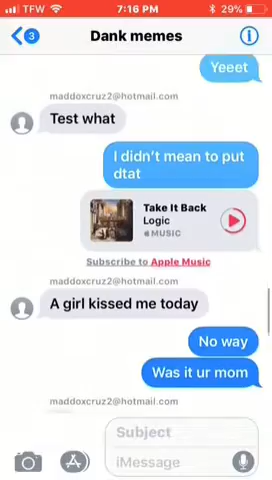 TFW 7:16 PM 29%
3 Dank memes
Yeeet
maddoxcruz2@hotmail.com
Test what
I didn’t mean to put
dtat
Take It Back
Logic
MUSIC
Subscribe to Apple Music
maddoxcruz2@hotmail.com
A girl kissed me today
No way
Was it ur mom
maddoxcruz2@hotmail.com
Subject
iMessage